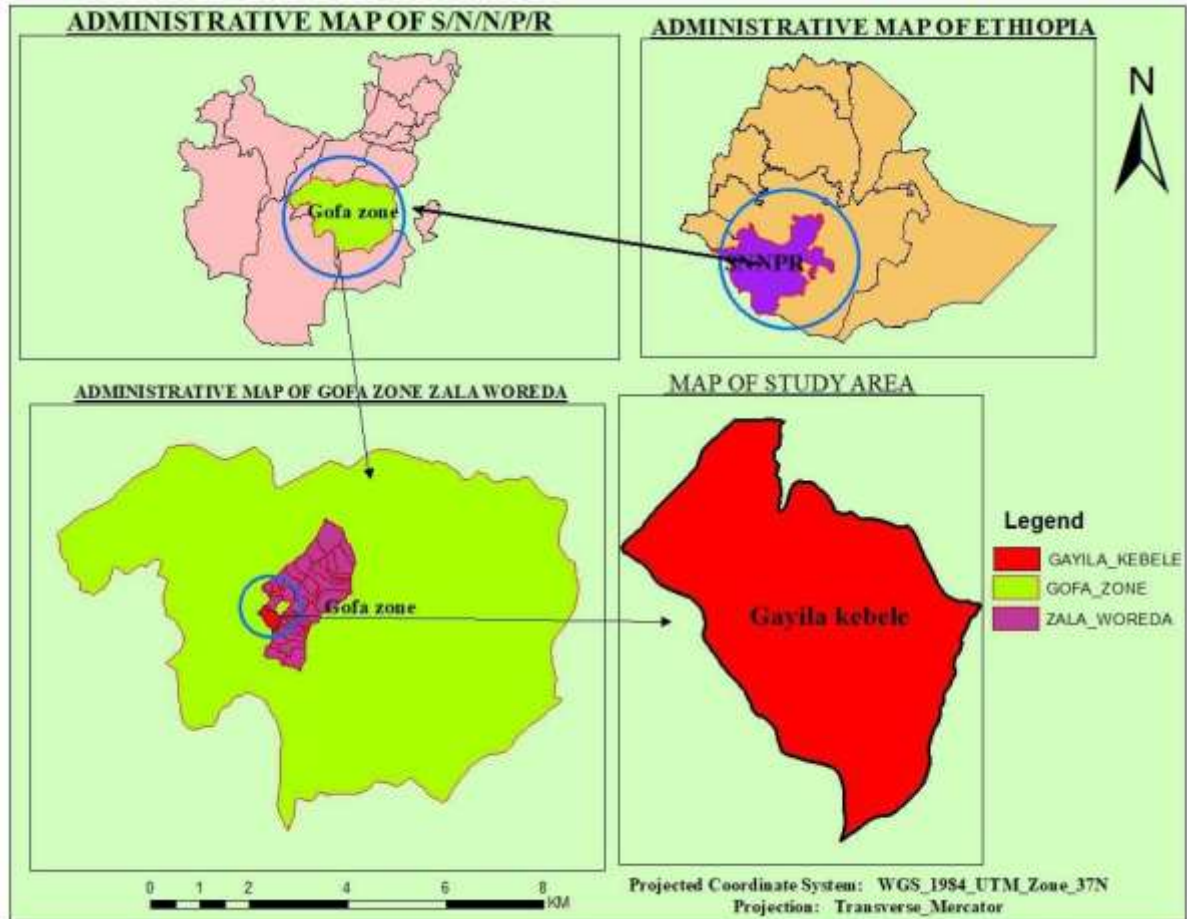 ADMINISTRATIVE MAP OF S/N/N/P/R
ADMINISTRATIVE MAP OF ETHIOPIA
N
Gofa zone
SNNPR
ADMINISTRATIVE MAP OF GOFA ZONE ZALA WOREDA
MAP OF STUDY AREA
Gofa zone
Gayila kebele
Legend
GAYILA_KEBELE
GOFA_ZONE
ZALA_WOREDA
0 1 2 4 6 8
KM
Projected Coordinate System: WGS_1984_UTM_Zone_37N
Projection: Transverse_Mercator